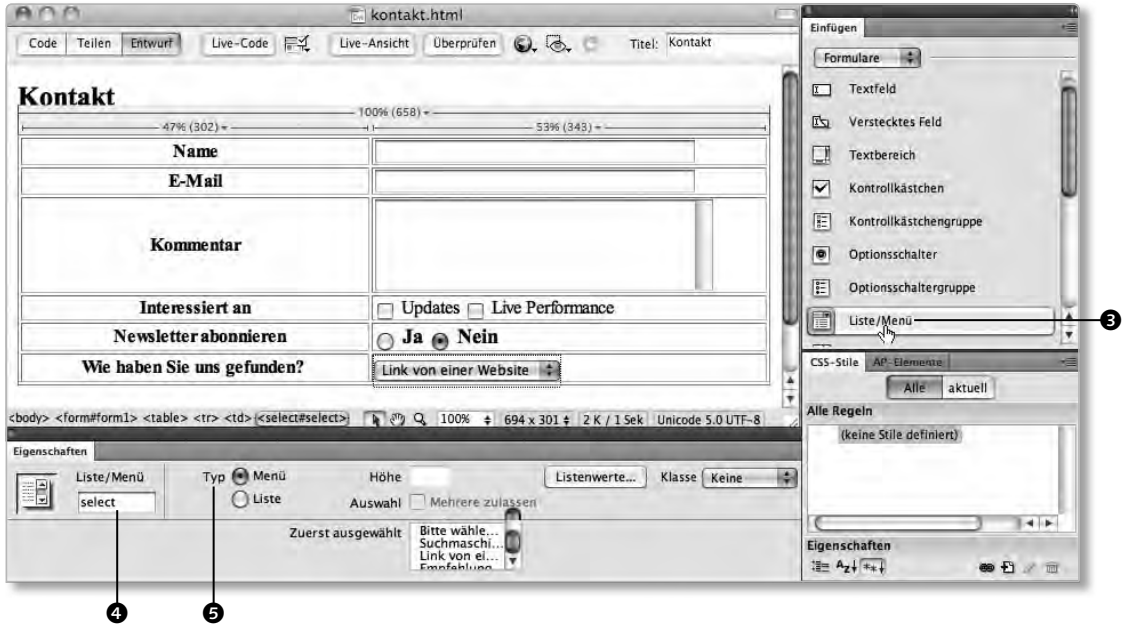 kontakt.html
Code Teilen Entwurf Live-Code Live-Ansicht Überprüfen Titel: Kontakt
Kontakt
100% (658)
47% (302) 53% (343)
Name
E-Mail
Kommentar
Interessiert an Updates Live Performance
Newsletter abonnieren Ja Nein
Wie haben Sie uns gefunden? Link von einer Website
<body> <form#form1> <table> <tr> <td> <select#select> 100% 694 x 301 2 K / 1 Sek Unicode 5.0 UTF-8
Eigenschaften
Liste/Menü Typ Menü Höhe Listenwerte... Klasse Keine
select Liste Auswahl Mehrere zulassen
Zuerst ausgewählt Bitte wähle...
Suchmaschi...
Link von ei...
Empfehlung
Einfügen
Formulare
Textfeld
Verstecktes Feld
Textbereich
Kontrollkästchen
Kontrollkästchengruppe
Optionsschalter
Optionsschaltergruppe
Liste/Menü
❸
CSS-Stile AP-Elemente
Alle aktuell
Alle Regeln
(keine Stile definiert)
Eigenschaften
❹ ❺